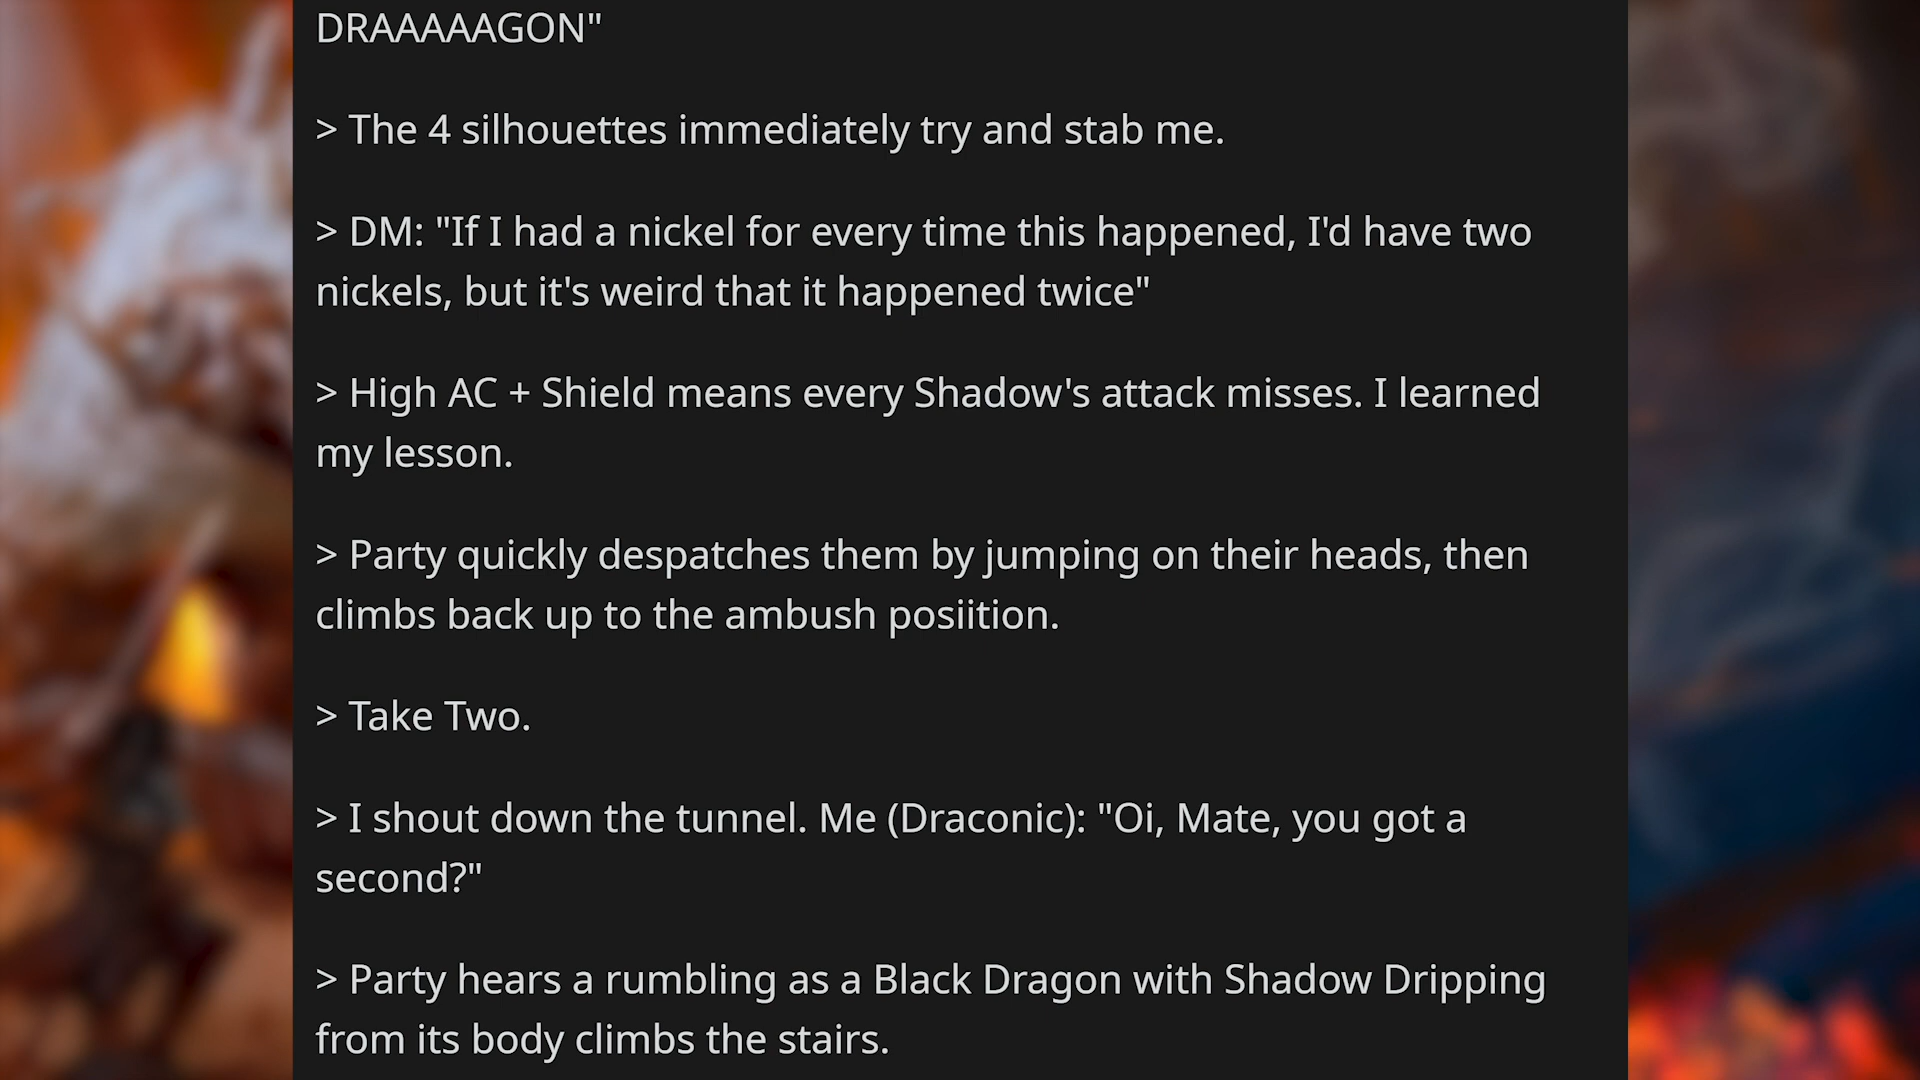 DRAAAAAGON"
> The 4 silhouettes immediately try and stab me.
> DM: "If I had a nickel for every time this happened, I'd have two
nickels, but it's weird that it happened twice"
> High AC + Shield means every Shadow's attack misses. I learned
my lesson.
> Party quickly despatches them by jumping on their heads, then
climbs back up to the ambush posiition.
> Take Two.
> I shout down the tunnel. Me (Draconic): "Oi, Mate, you got a
second?"
> Party hears a rumbling as a Black Dragon with Shadow Dripping
from its body climbs the stairs.